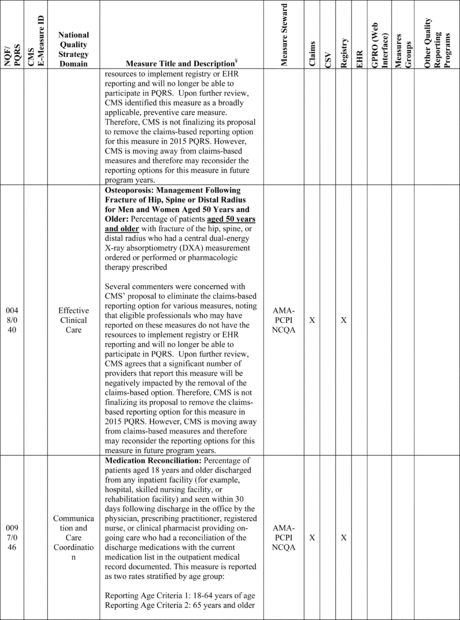 NQF/
PQRS
CMS
E-Measure ID
National
Quality
Strategy
Domain
Measure Title and Description¥
Measure Steward
Claims
CSV
Registry
EHR
GPRO (Web
Interface)
Measures
Groups
Other Quality
Reporting
Programs
resources to implement registry or EHR
reporting and will no longer be able to
participate in PQRS.  Upon further review,
CMS identified this measure as a broadly
applicable, preventive care measure.
Therefore, CMS is not finalizing its proposal
to remove the claims-based reporting option
for this measure in 2015 PQRS. However,
CMS is moving away from claims-based
measures and therefore may reconsider the
reporting options for this measure in future
program years.
004
8/0
40
Effective
Clinical
Care
Osteoporosis: Management Following
Fracture of Hip, Spine or Distal Radius
for Men and Women Aged 50 Years and
Older: Percentage of patients aged 50 years
and older with fracture of the hip, spine, or
distal radius who had a central dual-energy
X-ray absorptiometry (DXA) measurement
ordered or performed or pharmacologic
therapy prescribed
Several commenters were concerned with
CMS' proposal to eliminate the claims-based
reporting option for various measures, noting
that eligible professionals who may have
reported on these measures do not have the
resources to implement registry or EHR
reporting and will no longer be able to
participate in PQRS.  Upon further review,
CMS agrees that a significant number of
providers that report this measure will be
negatively impacted by the removal of the
claims-based option. Therefore, CMS is not
finalizing its proposal to remove the claims-
based reporting option for this measure in
2015 PQRS. However, CMS is moving away
from claims-based measures and therefore
may reconsider the reporting options for this
measure in future program years.
AMA-
PCPI
NCQA
X
X
009
7/0
46
Communica
tion and
Care
Coordinatio
n
Medication Reconciliation: Percentage of
patients aged 18 years and older discharged
from any inpatient facility (for example,
hospital, skilled nursing facility, or
rehabilitation facility) and seen within 30
days following discharge in the office by the
physician, prescribing practitioner, registered
nurse, or clinical pharmacist providing on-
going care who had a reconciliation of the
discharge medications with the current
medication list in the outpatient medical
record documented. This measure is reported
as two rates stratified by age group:
Reporting Age Criteria 1: 18-64 years of age
Reporting Age Criteria 2: 65 years and older
AMA-
PCPI
NCQA
X
X